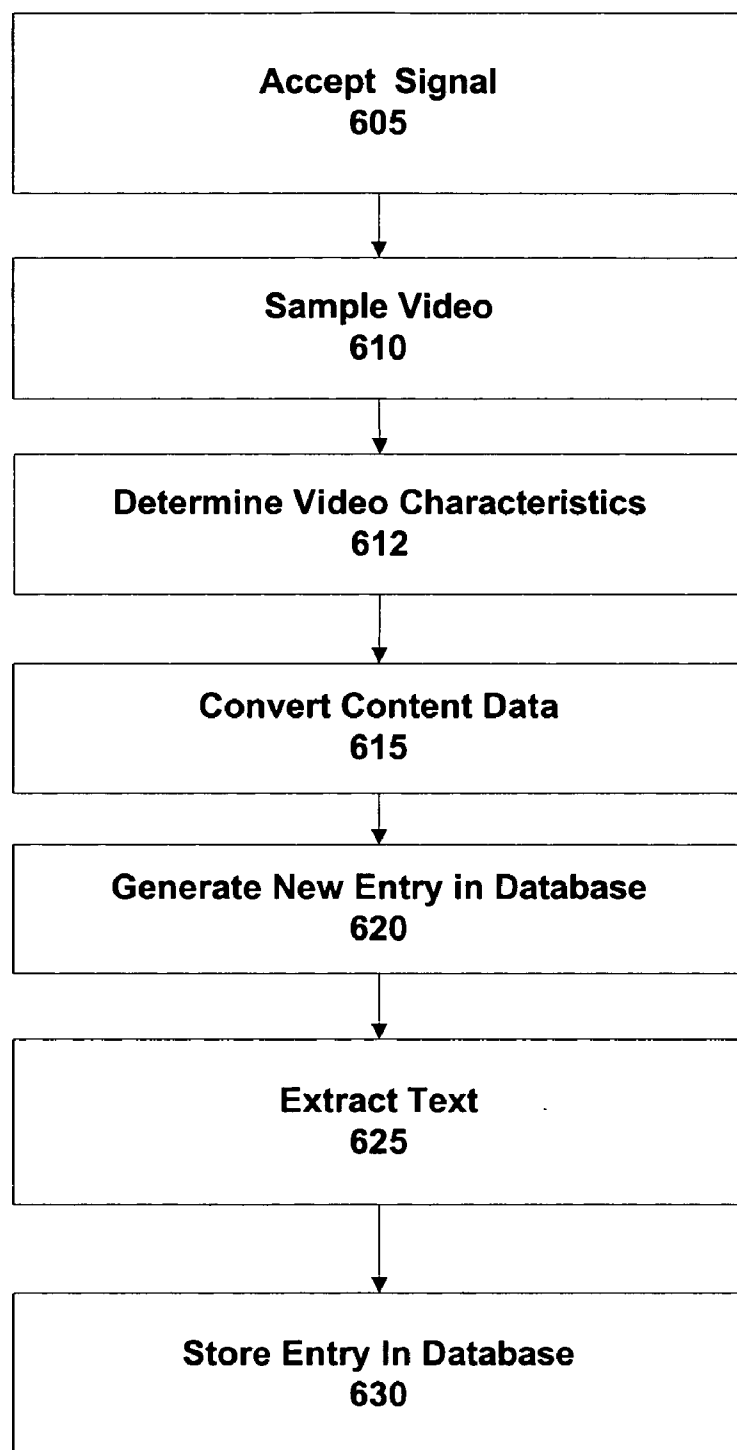 Accept Signal
605
Sample Video
610
Determine Video Characteristics
612
Convert Content Data
615
Generate New Entry in Database
620
Extract Text
625
Store Entry In Database
630